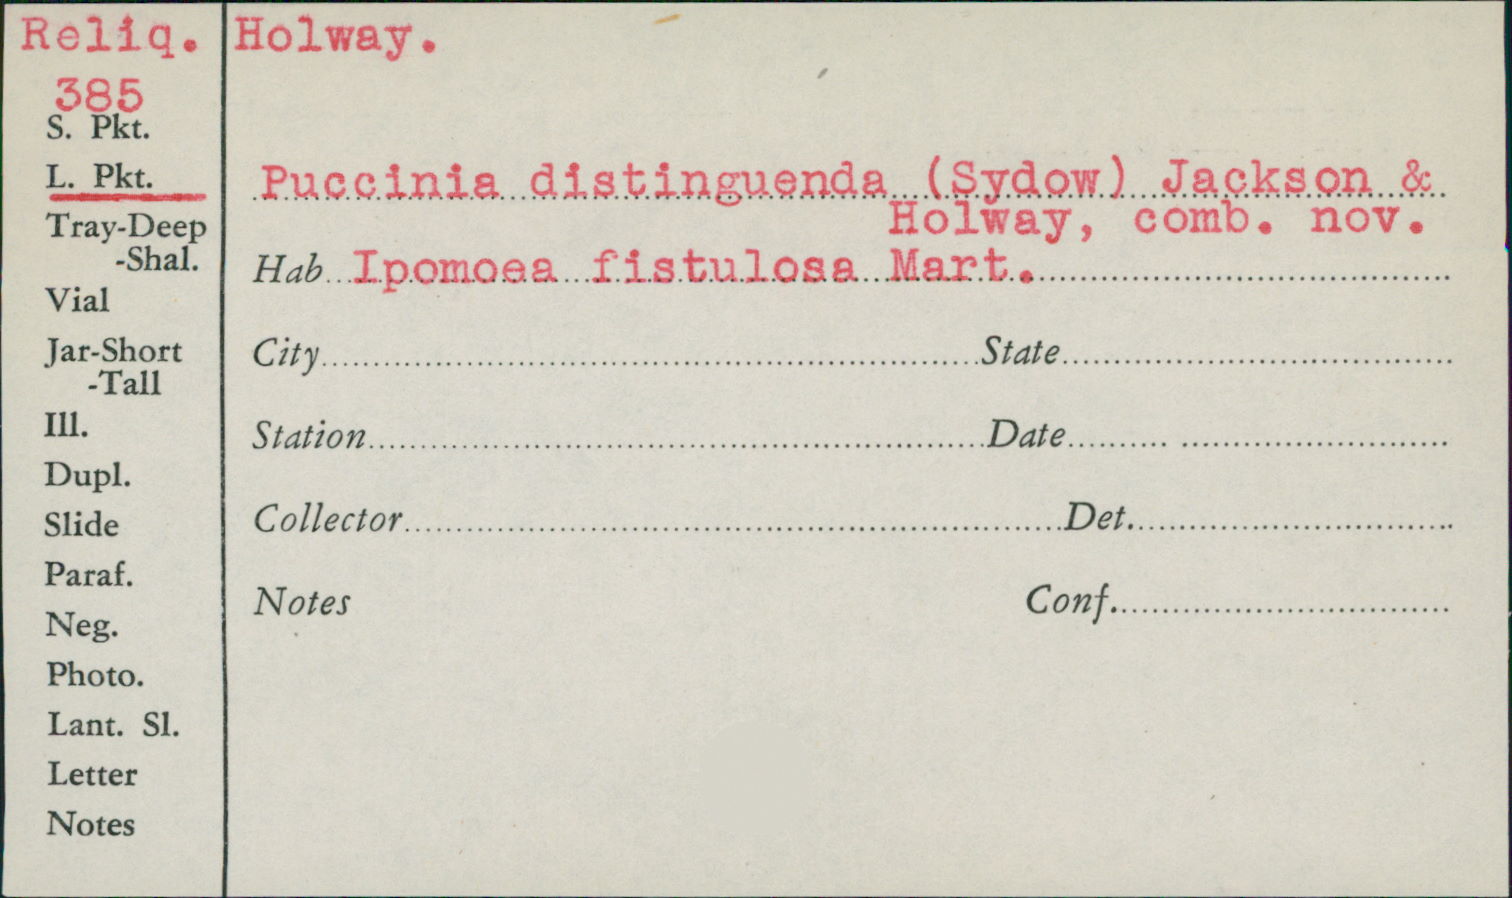 Reliq. Holway.
385
S. Pkt.
L. Pkt.
Puccinia distinguenda (Sydow) Jackson &
Holway, comb. nov.
Tray-Deep
-Shal.
Hab Ipomoea fistulosa Mart.
Vial
Jar-Short
-Tall
City State
Ill.
Station Date
Dupl.
Slide
Collector Det.
Paraf.
Neg.
Notes Conf.
Photo.
Lant. Sl.
Letter
Notes